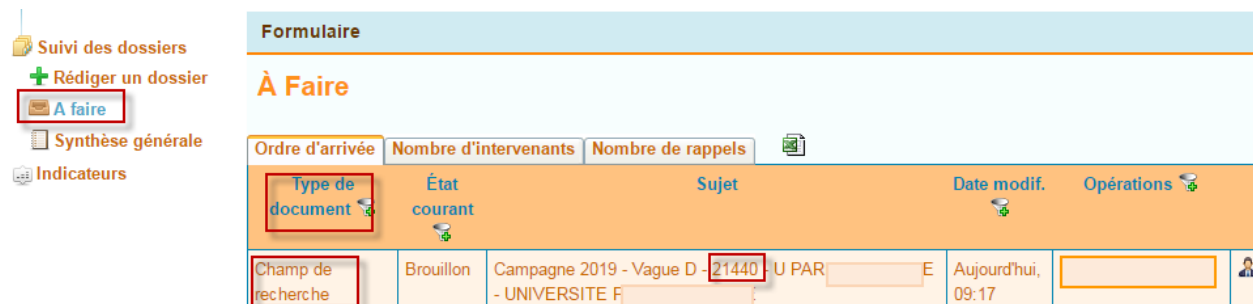 Suivi des dossiers
Rédiger un dossier
A faire
Synthèse générale
Indicateurs
Formulaire
À Faire
Ordre d'arrivée Nombre d'intervenants Nombre de rappels
Type de document État courant Sujet Date modif. Opérations
Champ de recherche Brouillon Campagne 2019 - Vague D - 21440 - U PAR E Aujourd'hui, 09:17
- UNIVERSITE